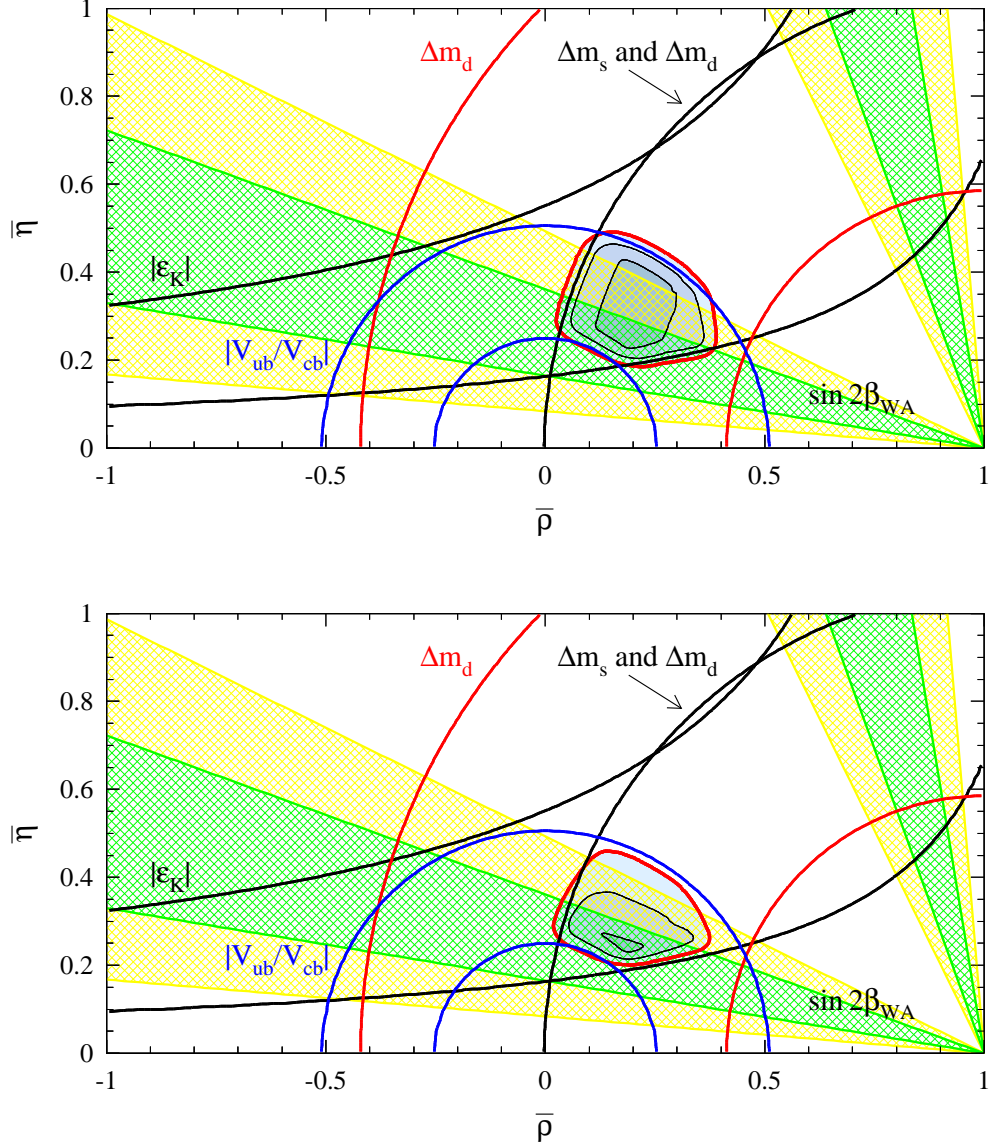 1
Δm_d
Δm_s and Δm_d
0.8
0.6
η̅
0.4
|ε_K|
|V_ub/V_cb|
0.2
sin 2β_WA
0
-1 -0.5 0 0.5 1
ρ̅
1
Δm_d
Δm_s and Δm_d
0.8
0.6
η̅
0.4
|ε_K|
|V_ub/V_cb|
0.2
sin 2β_WA
0
-1 -0.5 0 0.5 1
ρ̅